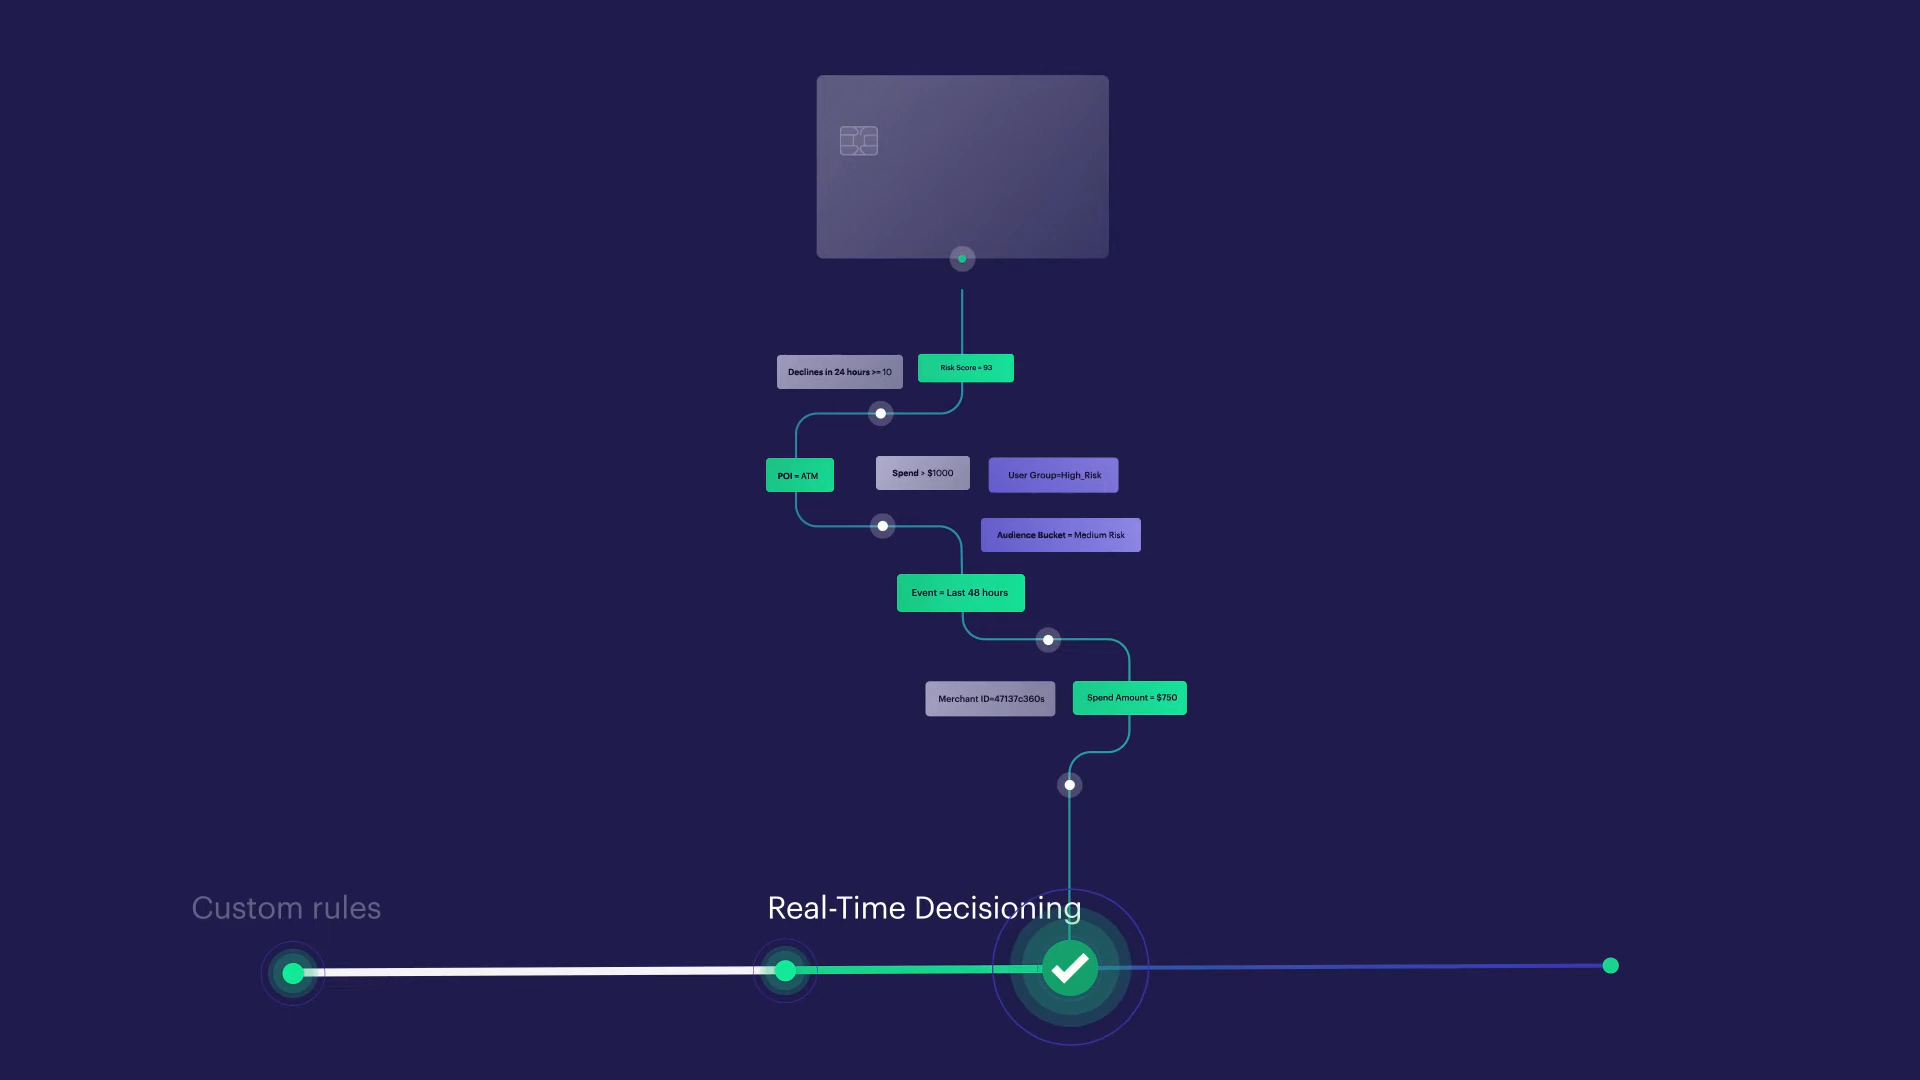 Declines in 24 hours >= 10
Risk Score = 93
POI = ATM
Spend > $1000
User Group=High_Risk
Audience Bucket = Medium Risk
Event = Last 48 hours
Merchant ID=47137c360s
Spend Amount = $750
Custom rules
Real-Time Decisioning